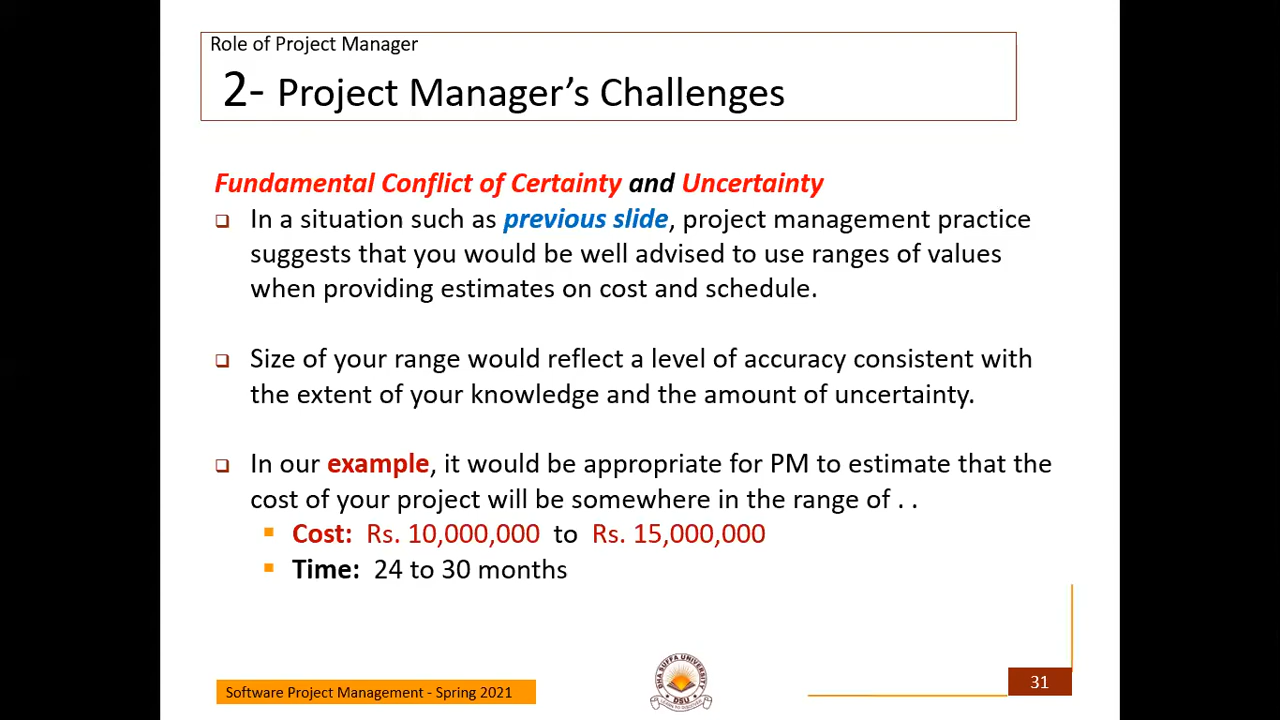 Role of Project Manager
2- Project Manager's Challenges
Fundamental Conflict of Certainty and Uncertainty
In a situation such as previous slide, project management practice
suggests that you would be well advised to use ranges of values
when providing estimates on cost and schedule.
Size of your range would reflect a level of accuracy consistent with
the extent of your knowledge and the amount of uncertainty.
In our example, it would be appropriate for PM to estimate that the
cost of your project will be somewhere in the range of . .
Cost: Rs. 10,000,000 to Rs. 15,000,000
Time: 24 to 30 months
Software Project Management - Spring 2021
DHA SUFFA UNIVERSITY
DSU
31